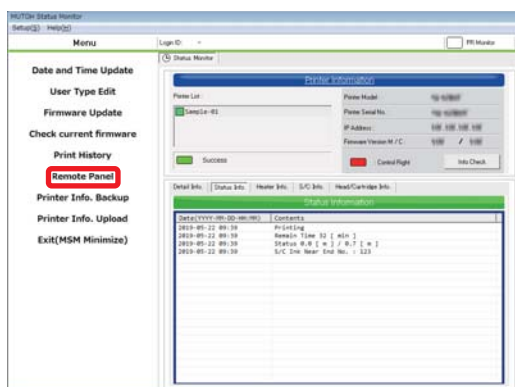 MUTOH Status Monitor
Setup(S) Help(H)
Menu
Date and Time Update
User Type Edit
Firmware Update
Check current firmware
Print History
Remote Panel
Printer Info. Backup
Printer Info. Upload
Exit(MSM Minimize)
Login ID: -
PR Monitor
Status Monitor
Printer Information
Printer List :
Sample-01
Success
Printer Model :
Printer Serial No. :
IP Address :
Firmware Version M / C : /
: Control Right
Info Check
Detail Info. Status Info. Heater Info. S/C Info. Head/Cartridge Info.
Status Information
Date(YYYY-MM-DD HH:MM) Contents
2019-05-22 09:39 Printing
2019-05-22 09:39 Remain Time 32 [ min ]
2019-05-22 09:39 Status 0.0 [ m ] / 0.7 [ m ]
2019-05-22 09:39 S/C Ink Near End No. : 123